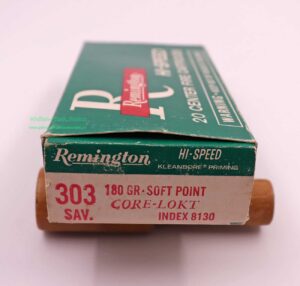 R
Remington
HI-SPEED
20 CENTER FIRE
WARNING
Remington HI-SPEED
KLEANBORE PRIMING
303 180 GR.-SOFT POINT
SAV. CORE-LOKT
INDEX 8130